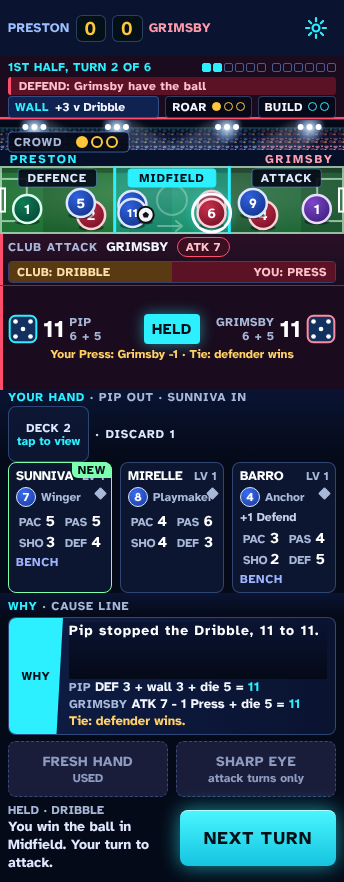 PRESTON 0 0 GRIMSBY
1ST HALF, TURN 2 OF 6
DEFEND: Grimsby have the ball
WALL +3 v Dribble ROAR BUILD
CROWD
PRESTON GRIMSBY
DEFENCE MIDFIELD ATTACK
1 5 2 11 6 9 4 1
CLUB ATTACK GRIMSBY ATK 7
CLUB: DRIBBLE YOU: PRESS
11 PIP 6 + 5 HELD GRIMSBY 6 + 5 11
Your Press: Grimsby -1 · Tie: defender wins
YOUR HAND · PIP OUT · SUNNIVA IN
DECK 2
tap to view
· DISCARD 1
NEW
SUNNIVA
7 Winger
PAC 5 PAS 5
SHO 3 DEF 4
BENCH
MIRELLE LV 1
8 Playmaker
PAC 4 PAS 6
SHO 4 DEF 3
BARRO LV 1
4 Anchor
+1 Defend
PAC 3 PAS 4
SHO 2 DEF 5
BENCH
WHY · CAUSE LINE
WHY
Pip stopped the Dribble, 11 to 11.
PIP DEF 3 + wall 3 + die 5 = 11
GRIMSBY ATK 7 - 1 Press + die 5 = 11
Tie: defender wins.
FRESH HAND
USED
SHARP EYE
attack turns only
HELD · DRIBBLE
You win the ball in
Midfield. Your turn to
attack.
NEXT TURN